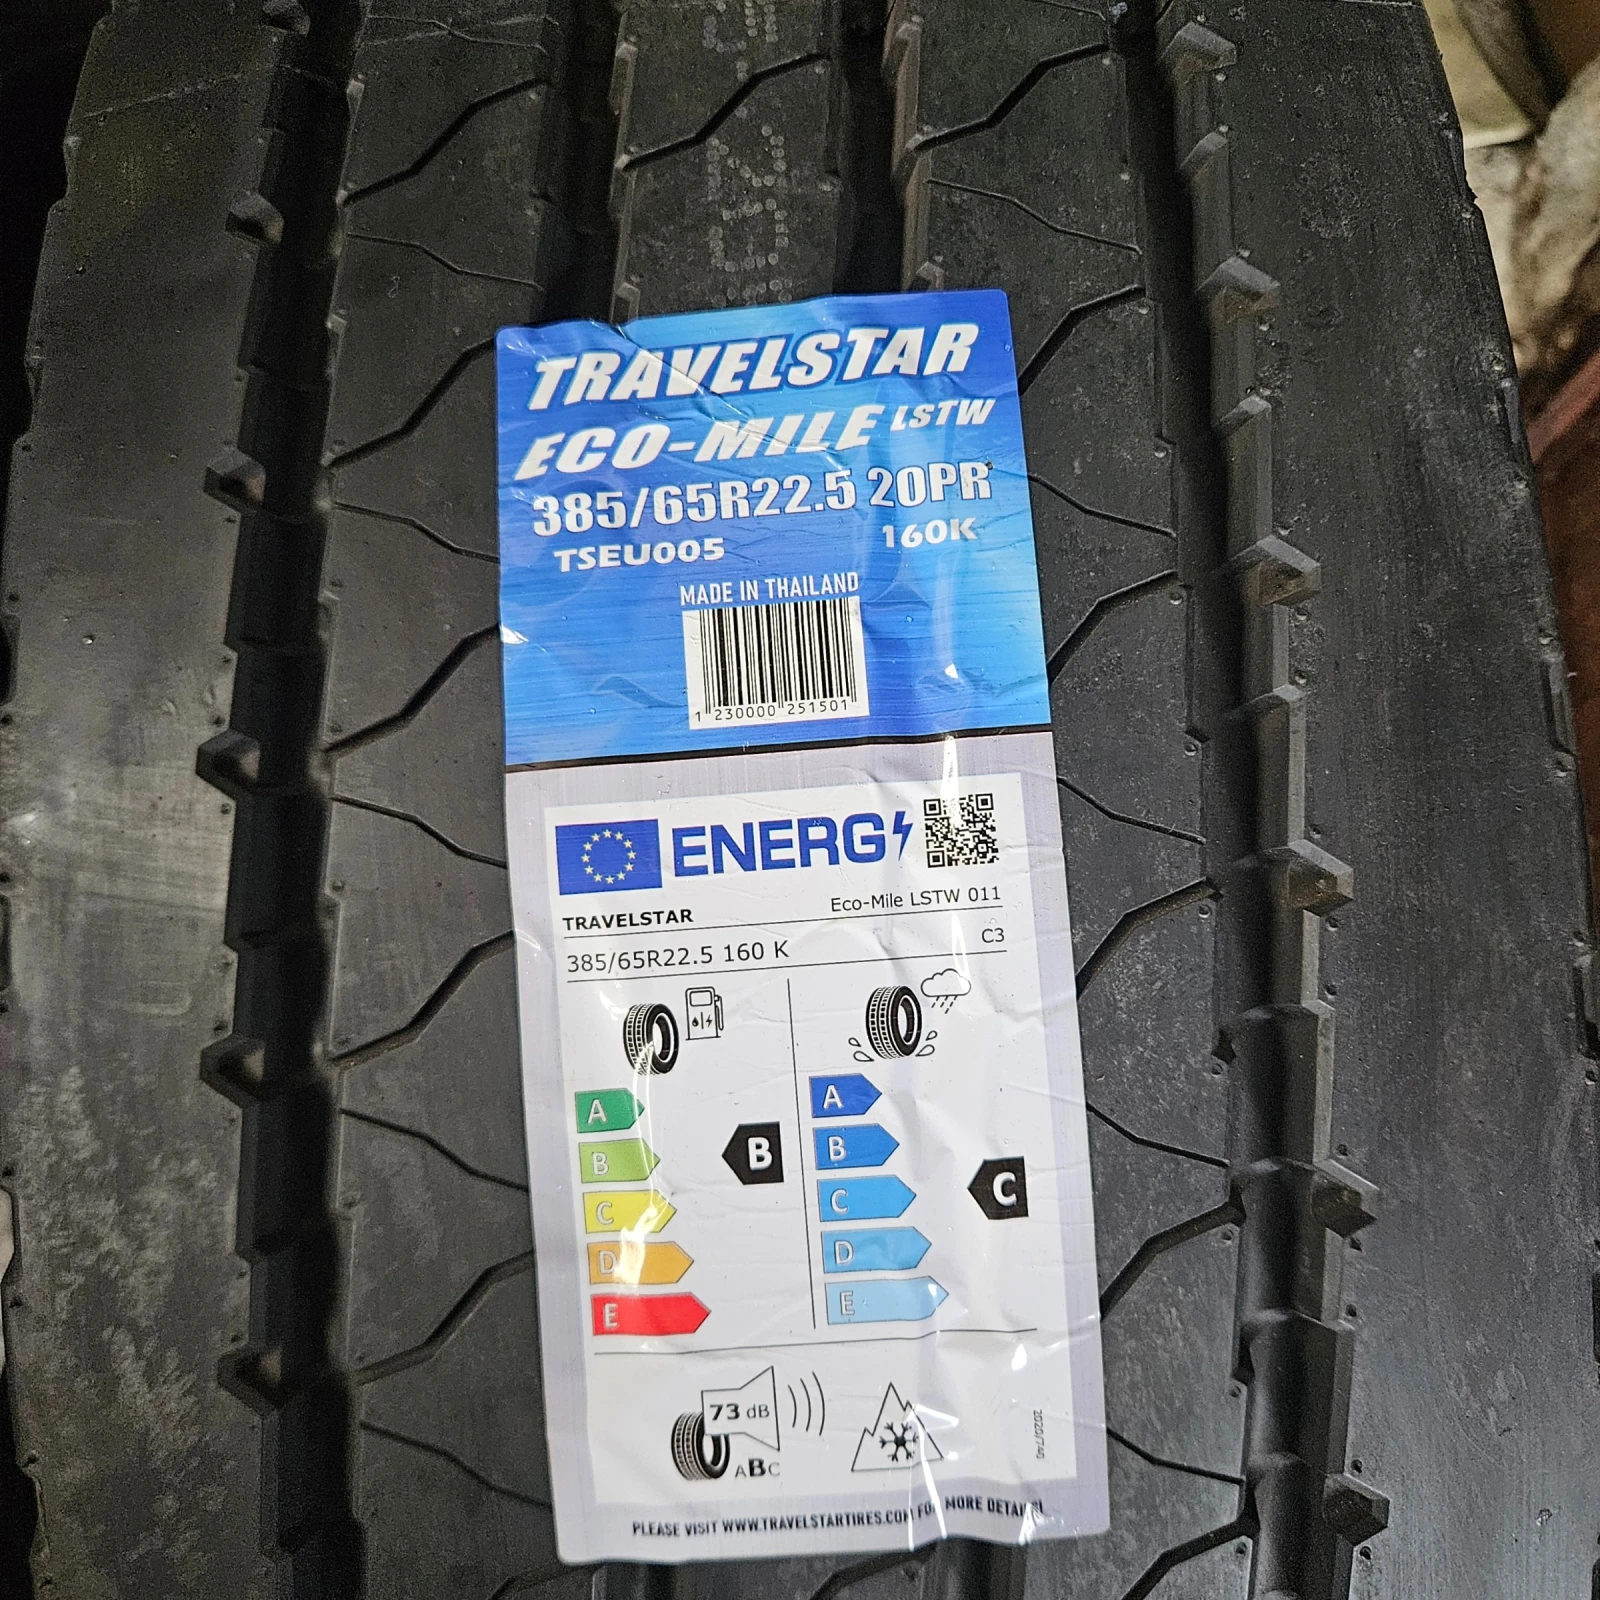 TRAVELSTAR
ECO-MILE LSTW
385/65R22.5 20PR
TSEU005 160K
MADE IN THAILAND
1 230000 251501
ENERG
TRAVELSTAR Eco-Mile LSTW 011
385/65R22.5 160 K C3
A A
B B B
C C C
D D
E E
73 dB
ABC
2020/740
PLEASE VISIT WWW.TRAVELSTARTIRES.COM FOR MORE DETAILS!